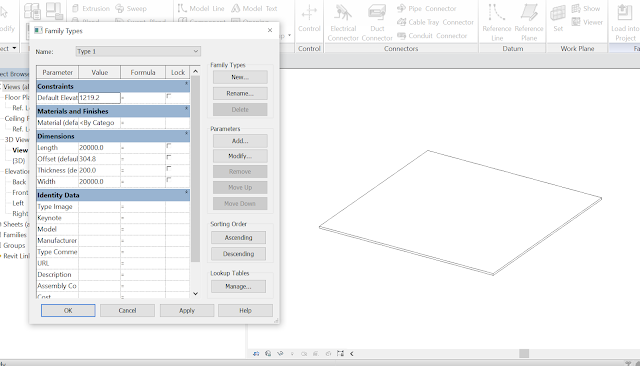 Modify
Extrusion
Sweep
Model Line
Model Text
Control
Electrical
Connector
Duct
Connector
Pipe Connector
Cable Tray Connector
Conduit Connector
Reference
Line
Reference
Plane
Set
Show
Viewer
Load into
Project
Control
Connectors
Datum
Work Plane
Family Types
Name:
Type 1
Parameter Value Formula Lock
Constraints
Default Elevat 1219.2 =
Materials and Finishes
Material (defa <By Catego =
Dimensions
Length 20000.0 =
Offset (defaul 304.8 =
Thickness (de 200.0 =
Width 20000.0 =
Identity Data
Type Image =
Keynote =
Model =
Manufacturer =
Type Comme =
URL =
Description =
Assembly Co =
Cost
Family Types
New...
Rename...
Delete
Parameters
Add...
Modify...
Remove
Move Up
Move Down
Sorting Order
Ascending
Descending
Lookup Tables
Manage...
OK
Cancel
Apply
Help
ect Browse
Views (a
Floor Pla
Ref. L
Ceiling F
Ref. L
3D View
View
{3D}
Elevation
Back
Front
Left
Right
Sheets (a
Families
Groups
Revit Link